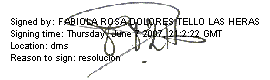 Signed by: FABIOLA ROSA DOLORES TELLO LAS HERAS
Signing time: Thursday, June 7 2007, 21:2:22 GMT
Location: dms
Reason to sign: resolución